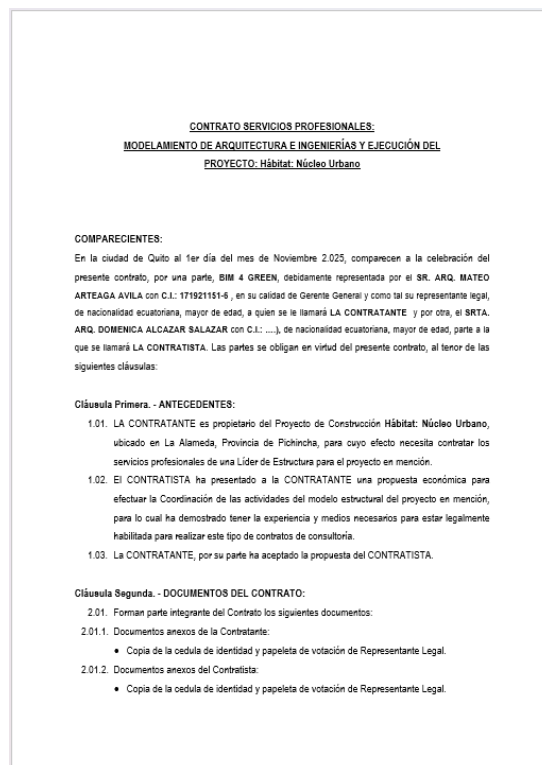 CONTRATO SERVICIOS PROFESIONALES:
MODELAMIENTO DE ARQUITECTURA E INGENIERÍAS Y EJECUCIÓN DEL
PROYECTO: Hábitat: Núcleo Urbano
COMPARECIENTES:
En la ciudad de Quito al 1er día del mes de Noviembre 2.025, comparecen a la celebración del
presente contrato, por una parte, BIM 4 GREEN, debidamente representada por el SR. ARQ. MATEO
ARTEAGA AVILA con C.I.: 171921151-5 , en su calidad de Gerente General y como tal su representante legal,
de nacionalidad ecuatoriana, mayor de edad, a quien se le llamará LA CONTRATANTE y por otra, el SRTA.
ARQ. DOMENICA ALCAZAR SALAZAR con C.I.: ....), de nacionalidad ecuatoriana, mayor de edad, parte a la
que se llamará LA CONTRATISTA. Las partes se obligan en virtud del presente contrato, al tenor de las
siguientes cláusulas:
Cláusula Primera. - ANTECEDENTES:
1.01. LA CONTRATANTE es propietario del Proyecto de Construcción Hábitat: Núcleo Urbano,
ubicado en La Alameda, Provincia de Pichincha, para cuyo efecto necesita contratar los
servicios profesionales de una Líder de Estructura para el proyecto en mención.
1.02. El CONTRATISTA ha presentado a la CONTRATANTE una propuesta económica para
efectuar la Coordinación de las actividades del modelo estructural del proyecto en mención,
para lo cual ha demostrado tener la experiencia y medios necesarios para estar legalmente
habilitada para realizar este tipo de contratos de consultoría.
1.03. La CONTRATANTE, por su parte ha aceptado la propuesta del CONTRATISTA.
Cláusula Segunda. - DOCUMENTOS DEL CONTRATO:
2.01. Forman parte integrante del Contrato los siguientes documentos:
2.01.1. Documentos anexos de la Contratante:
• Copia de la cedula de identidad y papeleta de votación de Representante Legal.
2.01.2. Documentos anexos del Contratista:
• Copia de la cedula de identidad y papeleta de votación de Representante Legal.